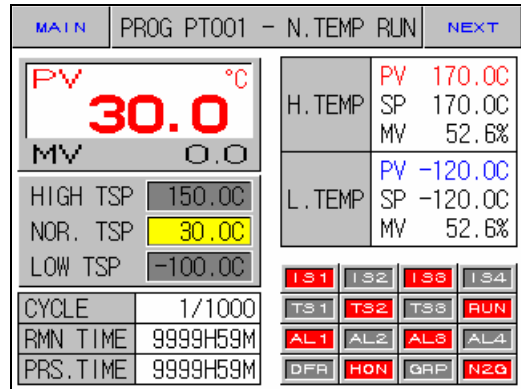 MAIN PROG PT001 - N.TEMP RUN NEXT
PV °C
30.0
MV 0.0
HIGH TSP 150.0C
NOR. TSP 30.0C
LOW TSP -100.0C
CYCLE 1/1000
RMN TIME 9999H59M
PRS.TIME 9999H59M
H.TEMP
PV 170.0C
SP 170.0C
MV 52.6%
L.TEMP
PV -120.0C
SP -120.0C
MV 52.6%
IS1 IS2 IS3 IS4
TS1 TS2 TS3 RUN
AL1 AL2 AL3 AL4
DFR HON GRP N2G